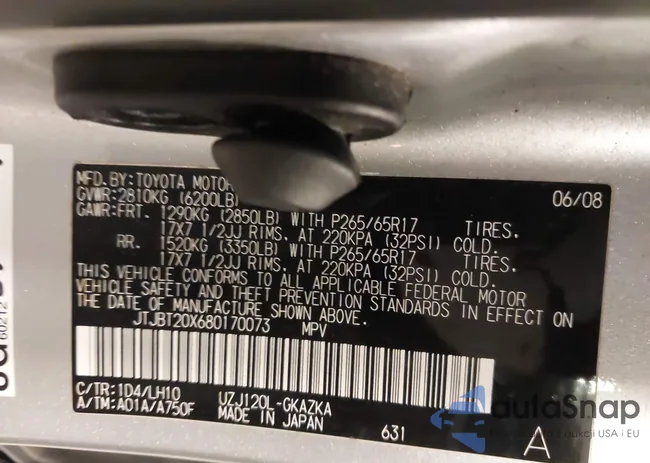 MFD.BY:TOYOTA MOTOR 06/08
GVWR:2810KG (6200LB)
GAWR:FRT. 1290KG (2850LB) WITH P265/65R17 TIRES.
17X7 1/2JJ RIMS, AT 220KPA (32PSI) COLD.
RR. 1520KG (3350LB) WITH P265/65R17 TIRES.
17X7 1/2JJ RIMS, AT 220KPA (32PSI) COLD.
THIS VEHICLE CONFORMS TO ALL APPLICABLE FEDERAL MOTOR
VEHICLE SAFETY AND THEFT PREVENTION STANDARDS IN EFFECT ON
THE DATE OF MANUFACTURE SHOWN ABOVE.
JTJBT20X680170073 MPV
C/TR:1D4/LH10 UZJ120L-GKAZKA
A/TM:A01A/A750F MADE IN JAPAN 631 A
60212
autoSnap
aukcji USA i EU